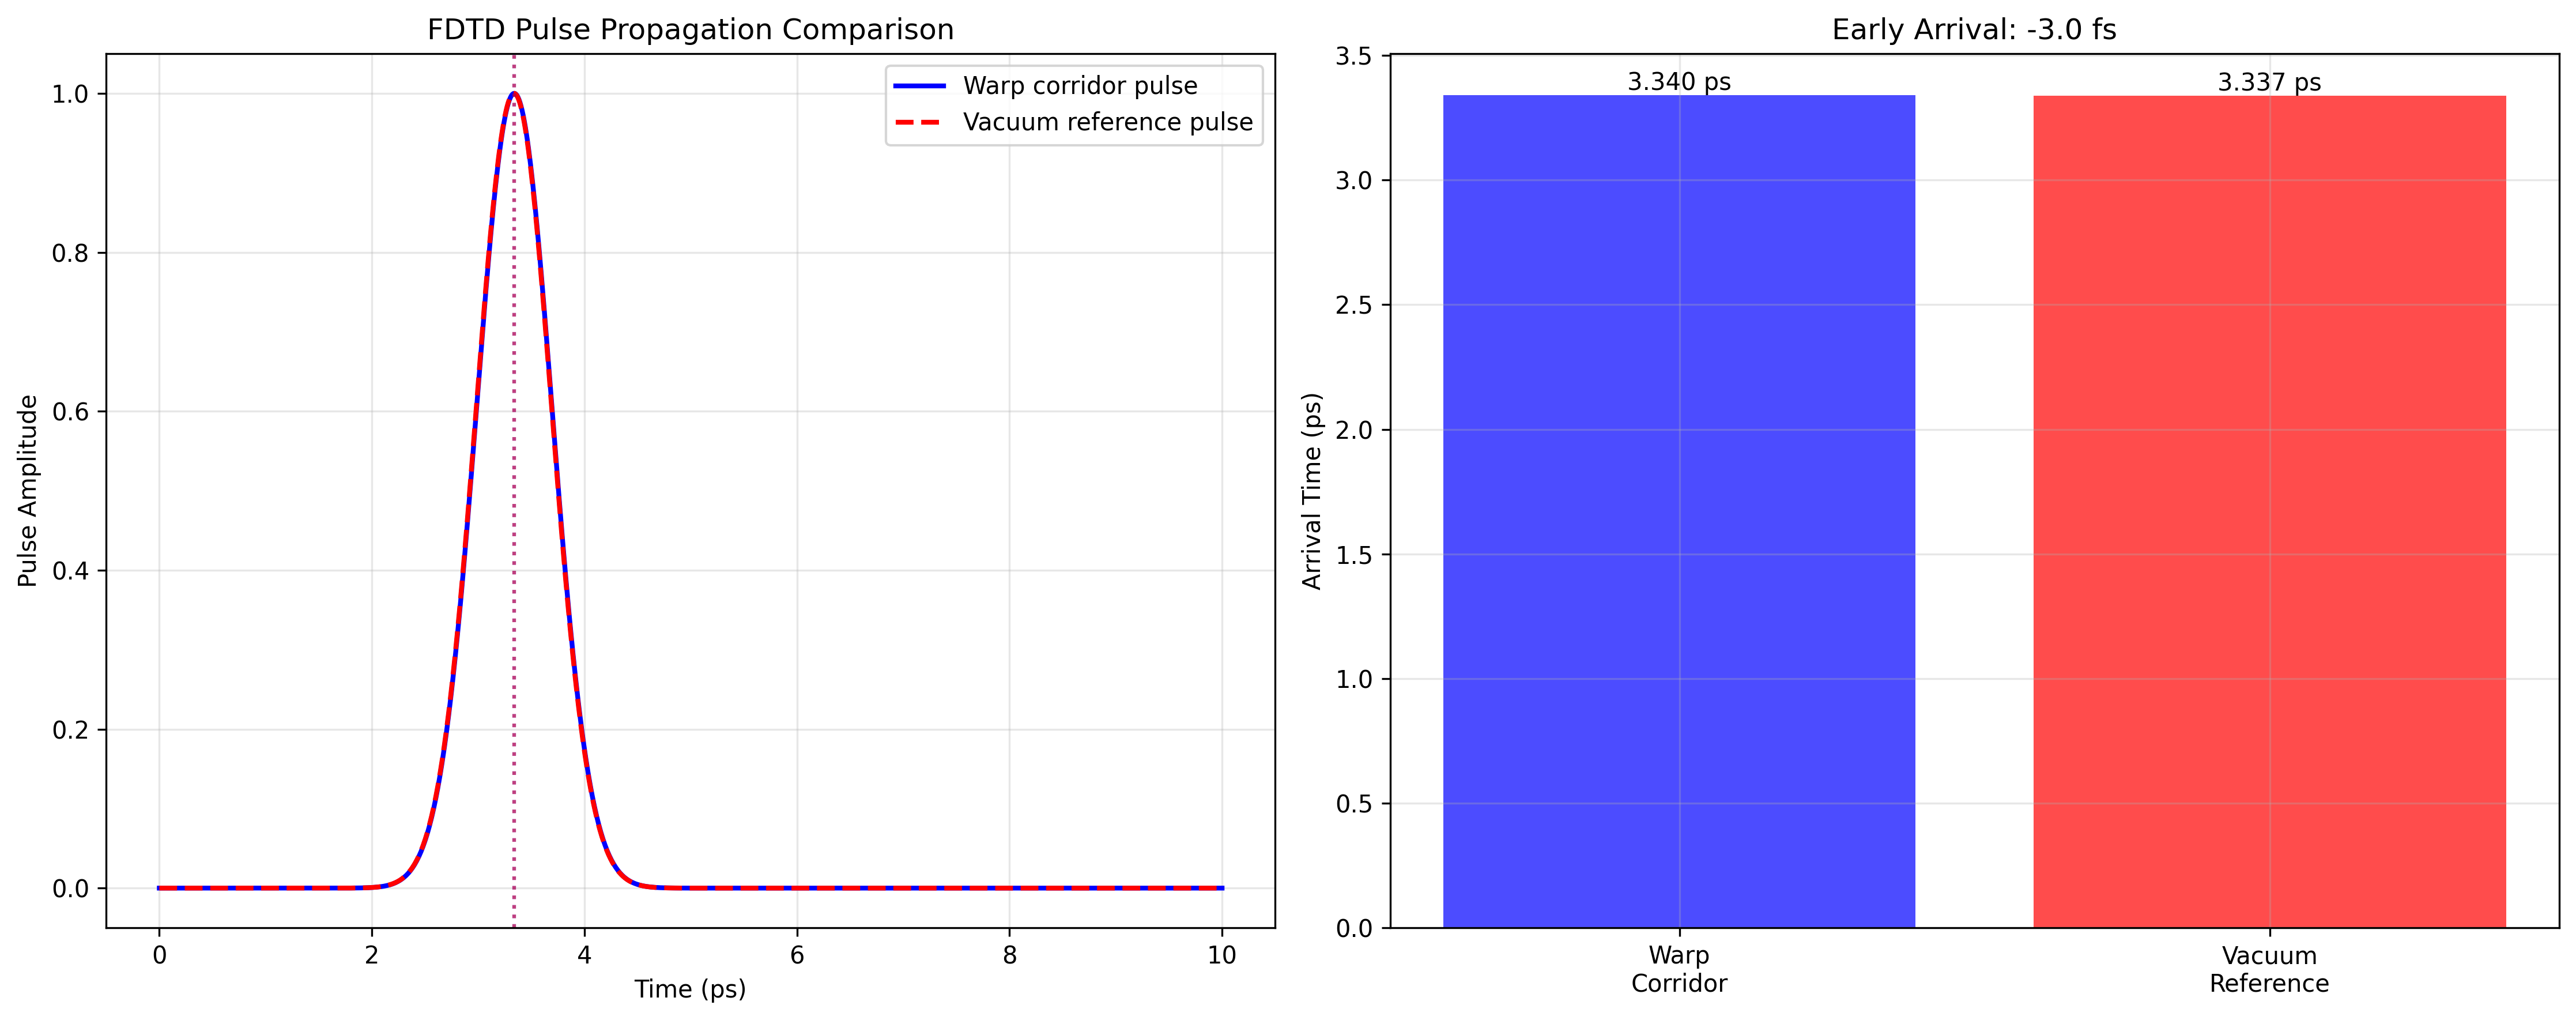 FDTD Pulse Propagation Comparison
Pulse Amplitude
1.0
0.8
0.6
0.4
0.2
0.0
Warp corridor pulse
Vacuum reference pulse
0 2 4 6 8 10
Time (ps)
Early Arrival: -3.0 fs
Arrival Time (ps)
3.5
3.0
2.5
2.0
1.5
1.0
0.5
0.0
3.340 ps
3.337 ps
Warp
Corridor
Vacuum
Reference